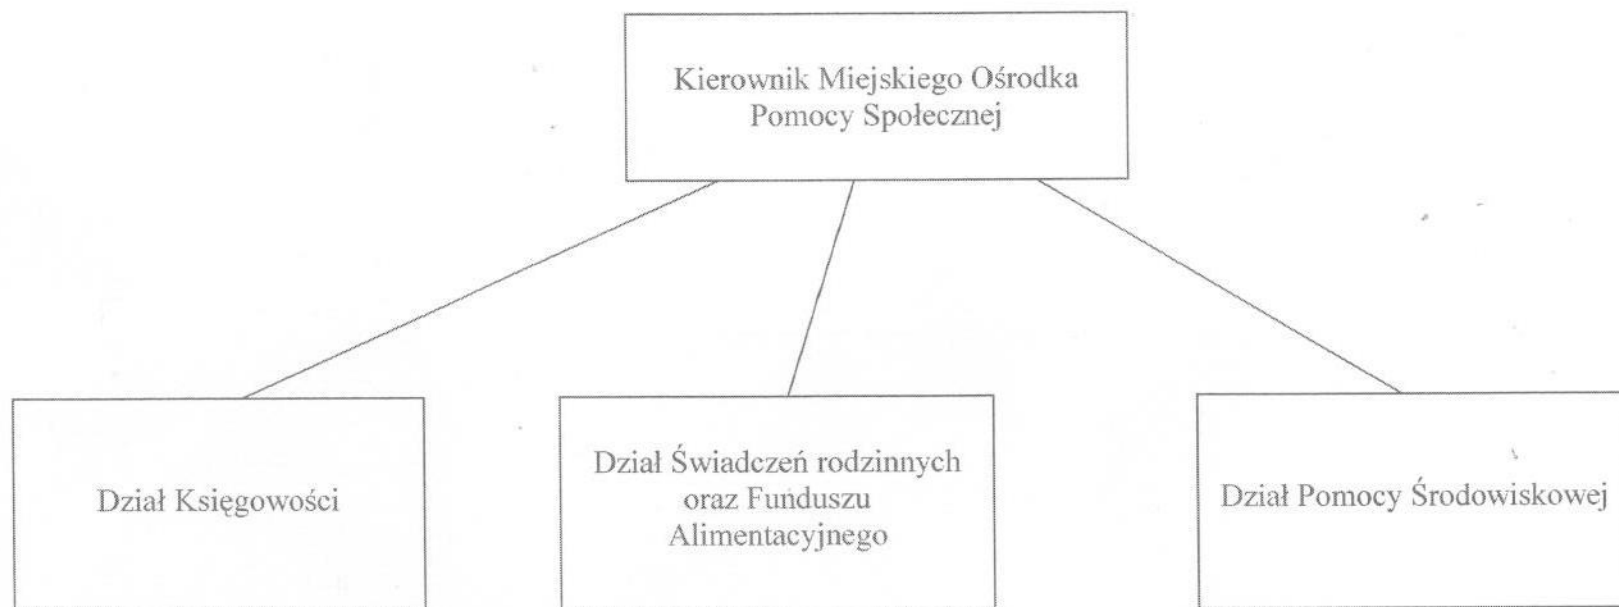 Kierownik Miejskiego Ośrodka
Pomocy Społecznej
Dział Księgowości
Dział Świadczeń rodzinnych
oraz Funduszu
Alimentacyjnego
Dział Pomocy Środowiskowej